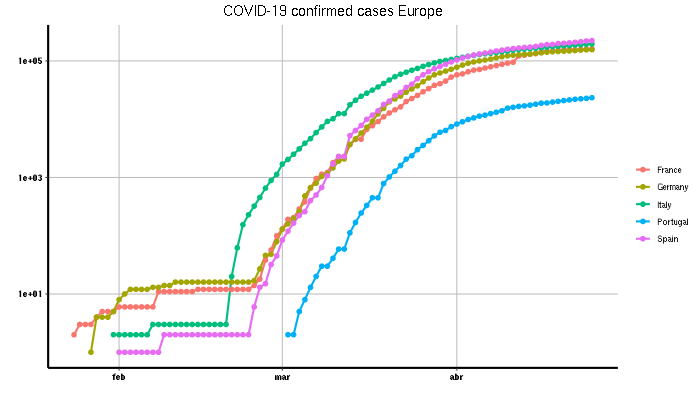 COVID-19 confirmed cases Europe
1e+05
1e+03
1e+01
feb mar abr
France
Germany
Italy
Portugal
Spain